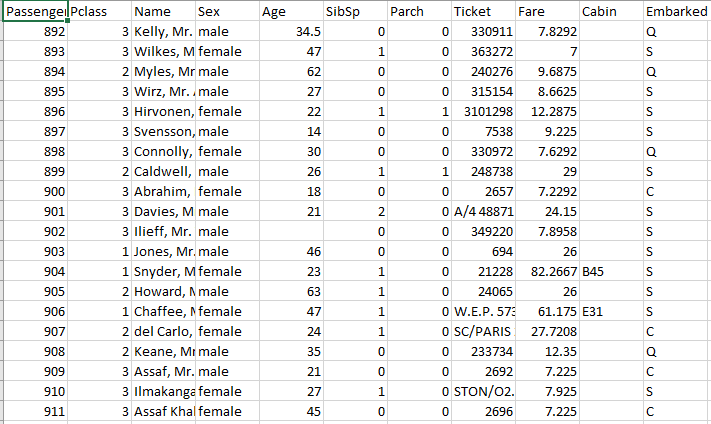 Passenger Pclass Name Sex Age SibSp Parch Ticket Fare Cabin Embarked
892 3 Kelly, Mr. male 34.5 0 0 330911 7.8292 Q
893 3 Wilkes, M female 47 1 0 363272 7 S
894 2 Myles, Mr male 62 0 0 240276 9.6875 Q
895 3 Wirz, Mr. male 27 0 0 315154 8.6625 S
896 3 Hirvonen, female 22 1 1 3101298 12.2875 S
897 3 Svensson, male 14 0 0 7538 9.225 S
898 3 Connolly, female 30 0 0 330972 7.6292 Q
899 2 Caldwell, male 26 1 1 248738 29 S
900 3 Abrahim, female 18 0 0 2657 7.2292 C
901 3 Davies, M male 21 2 0 A/4 48871 24.15 S
902 3 Ilieff, Mr. male 0 0 349220 7.8958 S
903 1 Jones, Mr. male 46 0 0 694 26 S
904 1 Snyder, M female 23 1 0 21228 82.2667 B45 S
905 2 Howard, M male 63 1 0 24065 26 S
906 1 Chaffee, M female 47 1 0 W.E.P. 573 61.175 E31 S
907 2 del Carlo, female 24 1 0 SC/PARIS 27.7208 C
908 2 Keane, Mr male 35 0 0 233734 12.35 Q
909 3 Assaf, Mr. male 21 0 0 2692 7.225 C
910 3 Ilmakanga female 27 1 0 STON/O2. 7.925 S
911 3 Assaf Khal female 45 0 0 2696 7.225 C